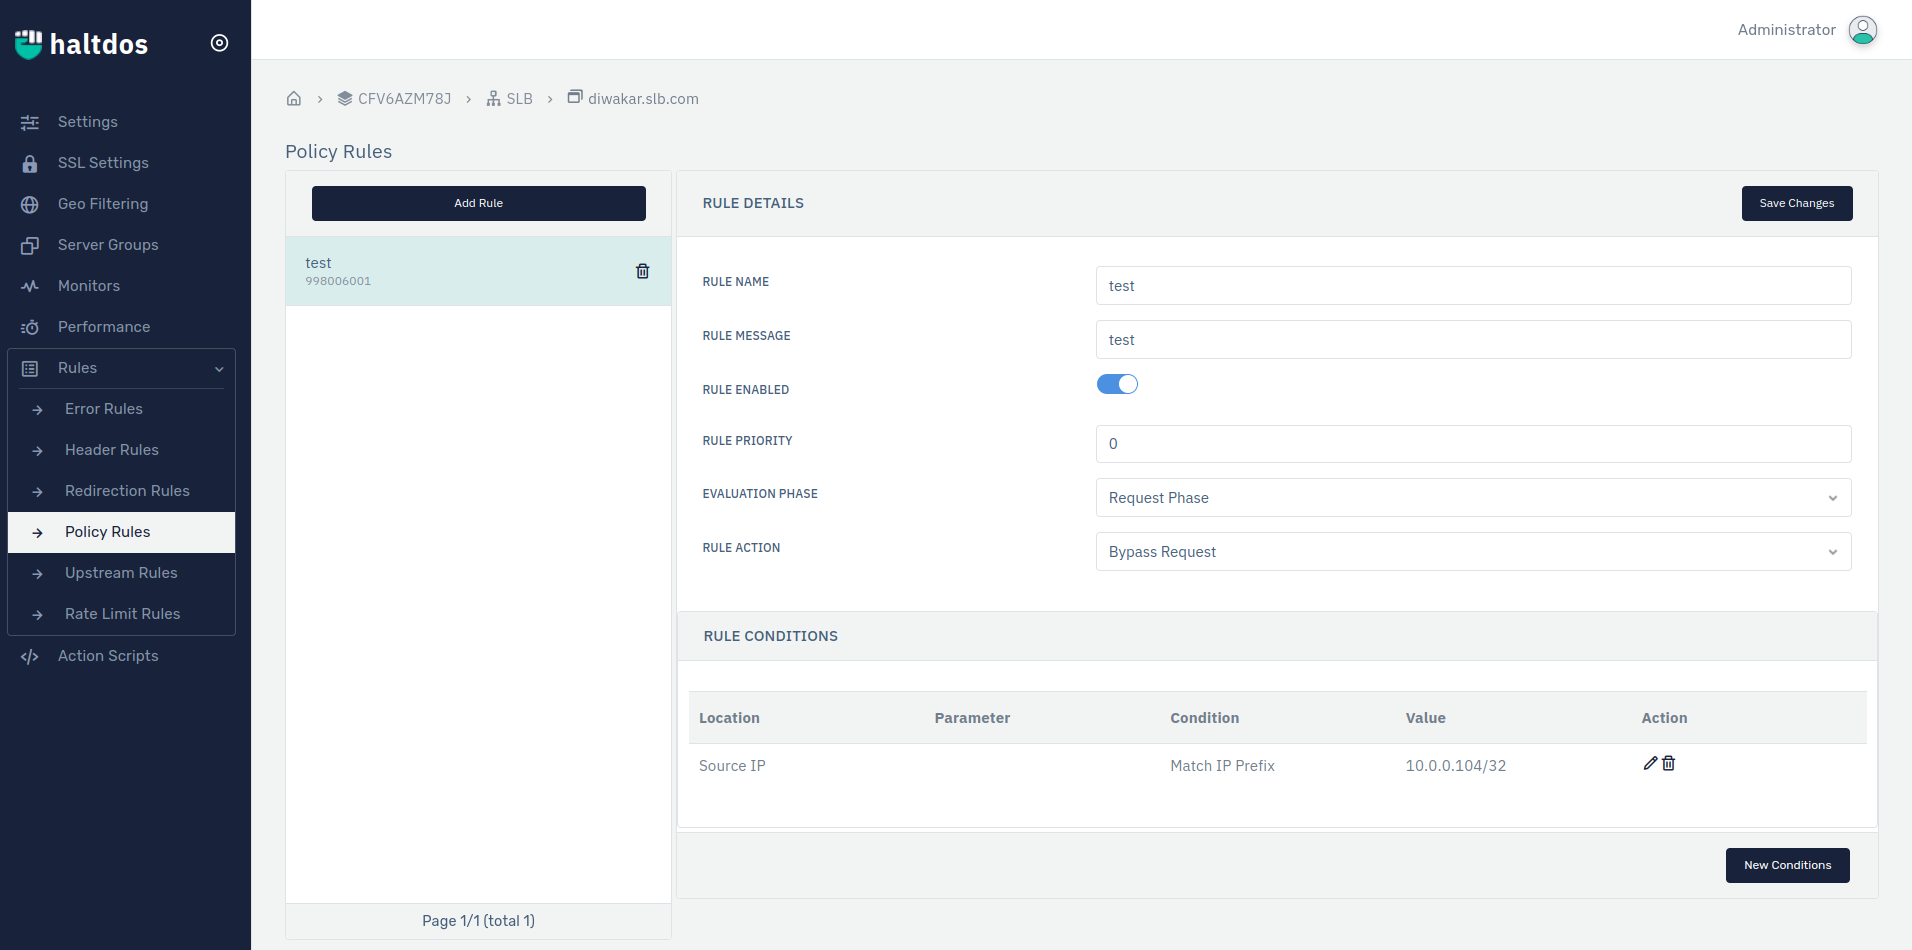 haltdos
Administrator
CFV6AZM78J
SLB
diwakar.slb.com
Settings
SSL Settings
Geo Filtering
Server Groups
Monitors
Performance
Rules
Error Rules
Header Rules
Redirection Rules
Policy Rules
Upstream Rules
Rate Limit Rules
Action Scripts
Policy Rules
Add Rule
test
998006001
Page 1/1 (total 1)
RULE DETAILS
Save Changes
RULE NAME
test
RULE MESSAGE
test
RULE ENABLED
RULE PRIORITY
0
EVALUATION PHASE
Request Phase
RULE ACTION
Bypass Request
RULE CONDITIONS
Location Parameter Condition Value Action
Source IP Match IP Prefix 10.0.0.104/32
New Conditions